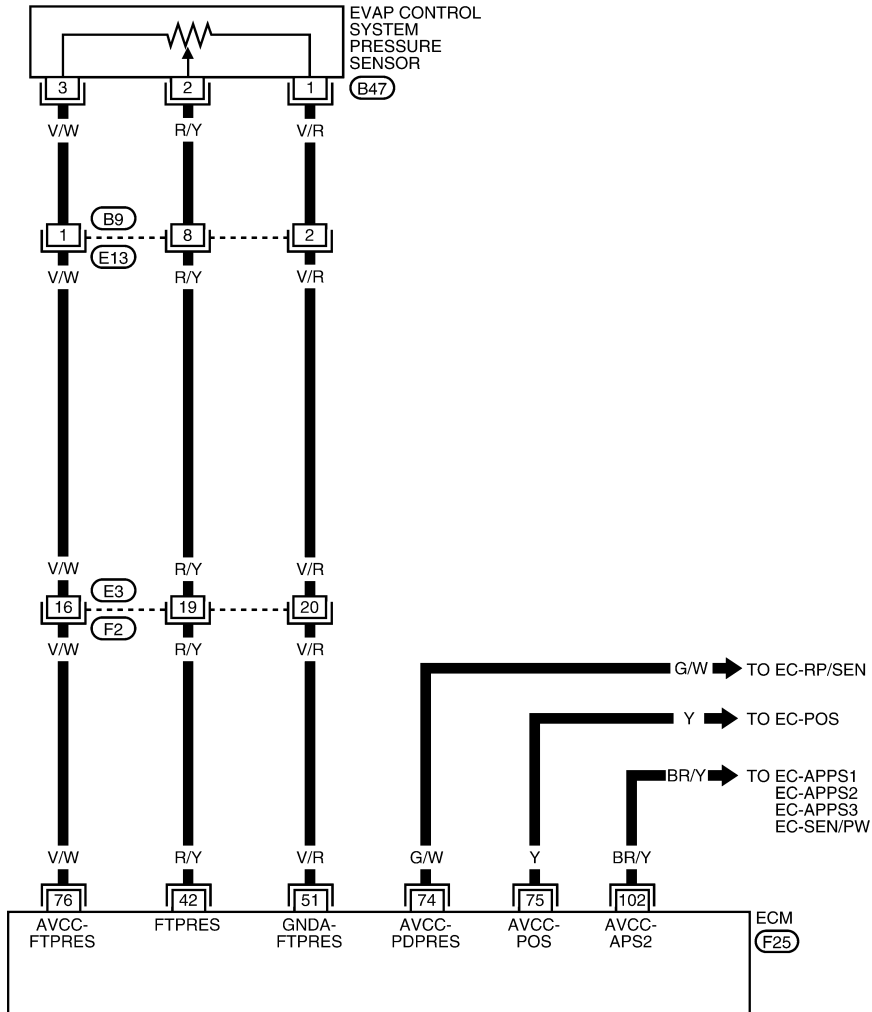 EVAP CONTROL
SYSTEM
PRESSURE
SENSOR
3 2 1 B47
V/W R/Y V/R
B9
1 8 2
E13
V/W R/Y V/R
V/W R/Y V/R
E3
16 19 20
F2
V/W R/Y V/R
G/W TO EC-RP/SEN
Y TO EC-POS
BR/Y TO EC-APPS1
EC-APPS2
EC-APPS3
EC-SEN/PW
V/W R/Y V/R G/W Y BR/Y
76 42 51 74 75 102
AVCC- FTPRES GNDA- AVCC- AVCC- AVCC- ECM
FTPRES FTPRES PDPRES POS APS2 F25